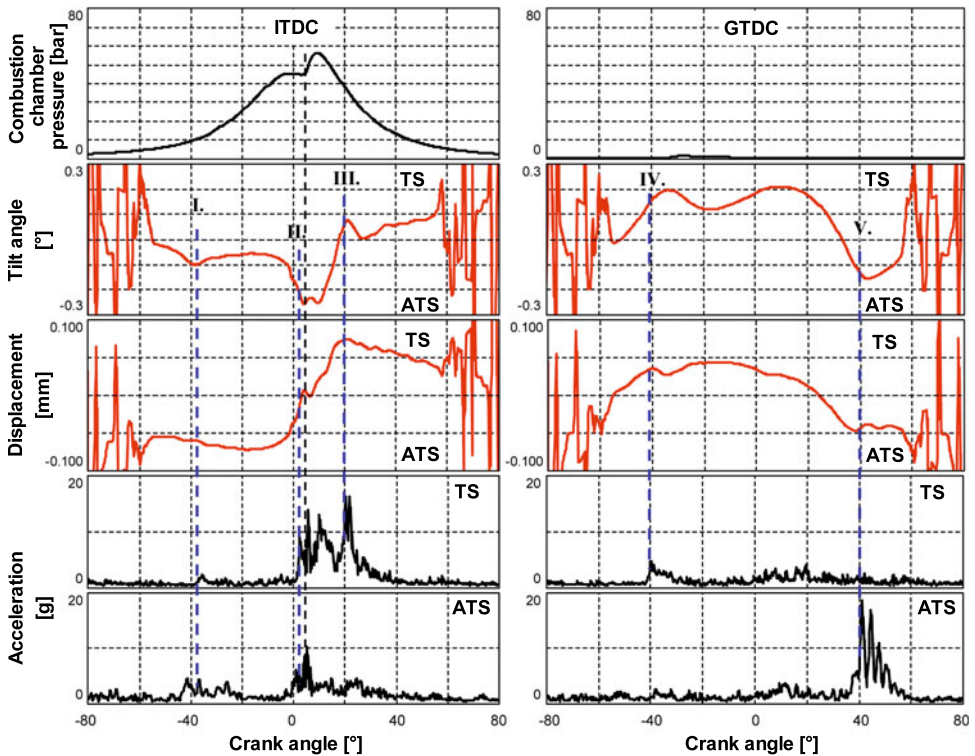 80
ITDC
Combustion
chamber
pressure [bar]
0
80
GTDC
0
0.3
TS
III.
I.
II.
Tilt angle
[°]
ATS
-0.3
0.3
IV.
TS
V.
ATS
-0.3
0.100
TS
Displacement
[mm]
ATS
-0.100
0.100
TS
ATS
-0.100
20
TS
0
20
TS
0
Acceleration
[g]
20
ATS
0
20
ATS
0
-80 -40 0 40 80
Crank angle [°]
-80 -40 0 40 80
Crank angle [°]